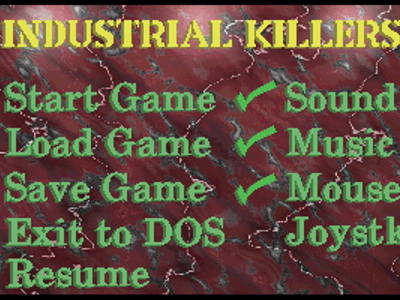 INDUSTRIAL KILLERS
Start Game Sound
Load Game Music
Save Game Mouse
Exit to DOS Joystk
Resume